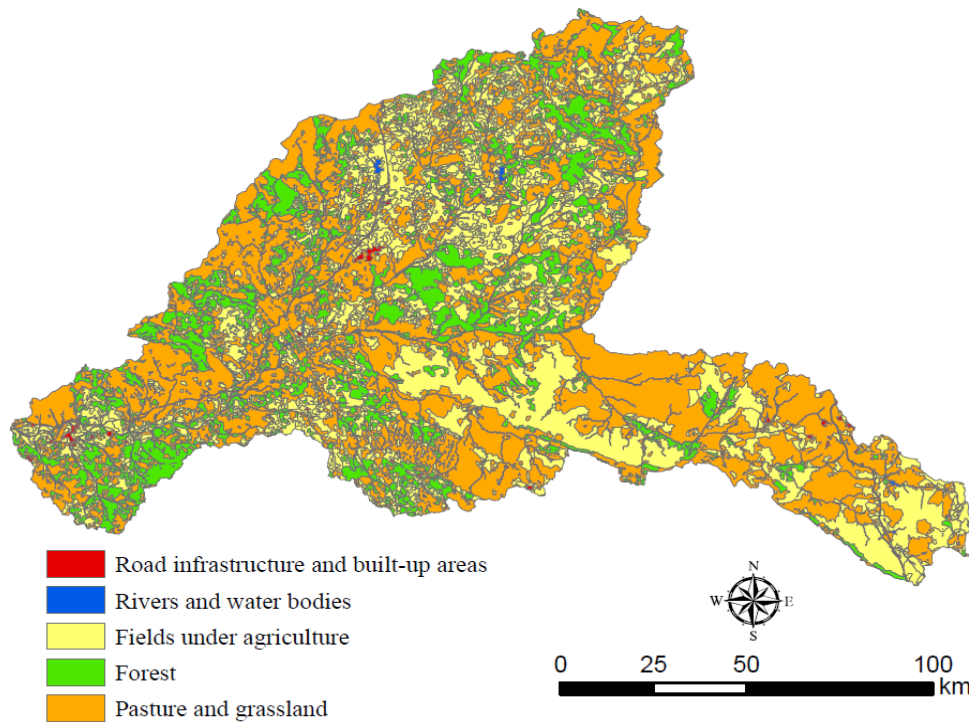 Road infrastructure and built-up areas
Rivers and water bodies
Fields under agriculture
Forest
Pasture and grassland
N
W E
S
0 25 50 100
km